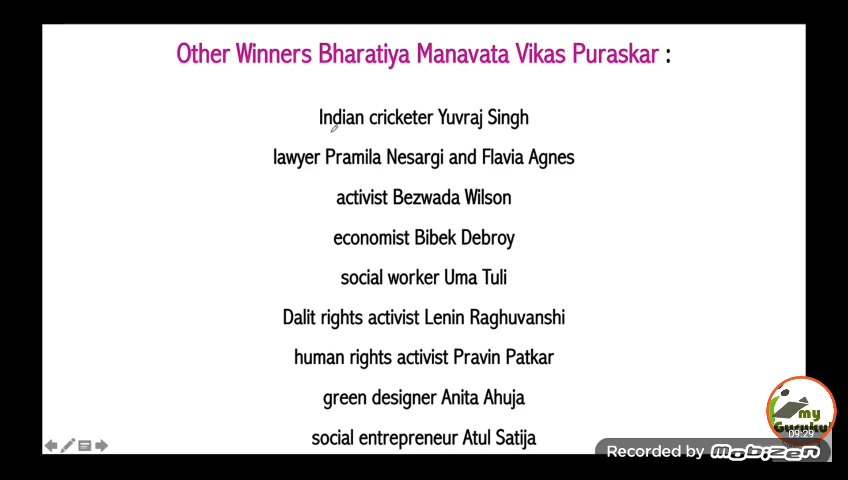 Other Winners Bharatiya Manavata Vikas Puraskar :
Indian cricketer Yuvraj Singh
lawyer Pramila Nesargi and Flavia Agnes
activist Bezwada Wilson
economist Bibek Debroy
social worker Uma Tuli
Dalit rights activist Lenin Raghuvanshi
human rights activist Pravin Patkar
green designer Anita Ahuja
social entrepreneur Atul Satija
my
Gurukul
09:29
Recorded by Mobizen